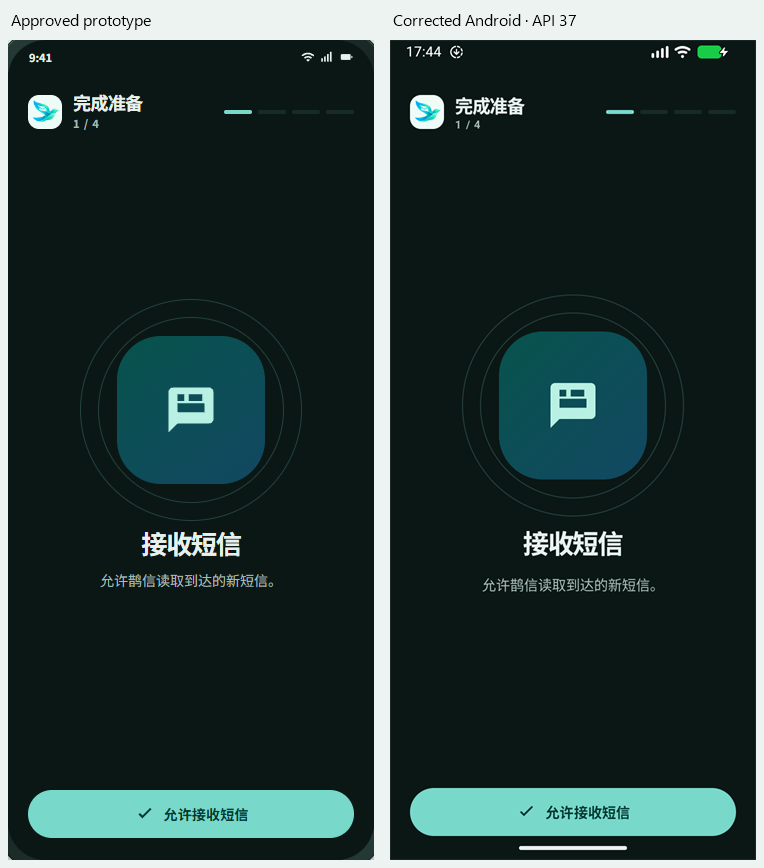 Approved prototype
9:41
完成准备
1 / 4
接收短信
允许鹊信读取到达的新短信。
允许接收短信
Corrected Android · API 37
17:44
完成准备
1 / 4
接收短信
允许鹊信读取到达的新短信。
允许接收短信